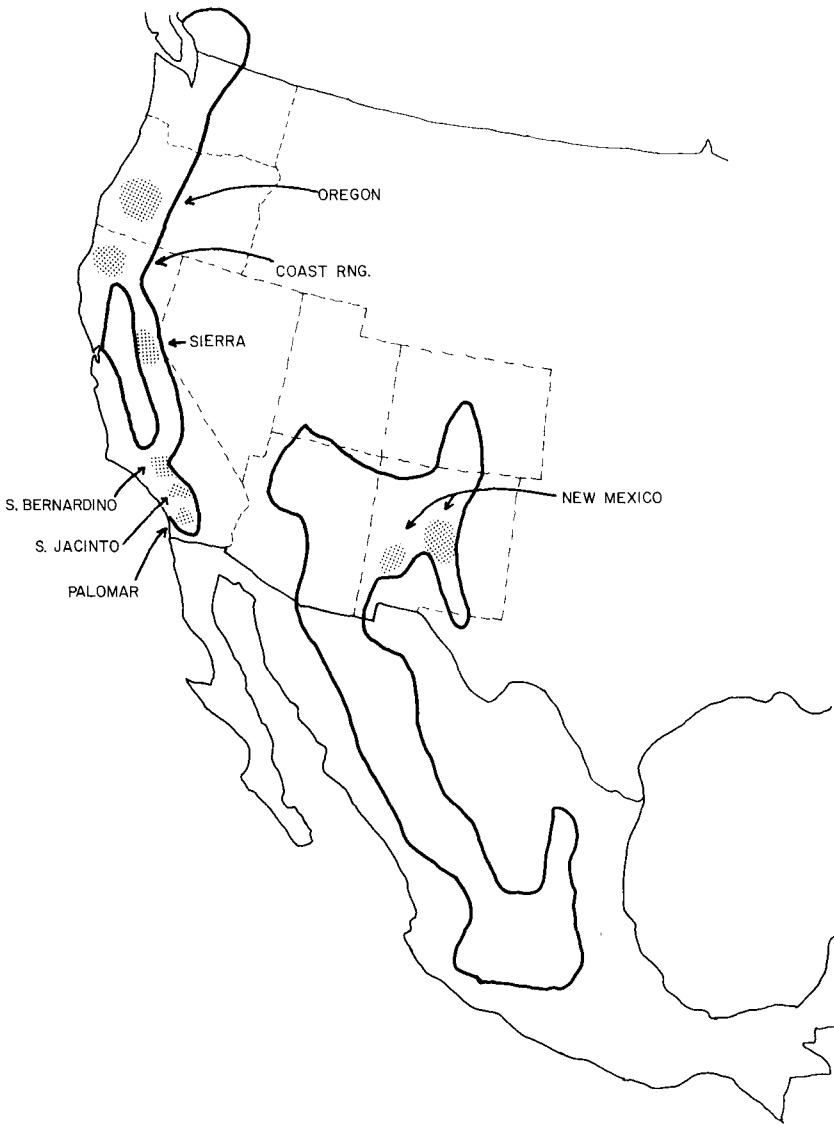 OREGON
COAST RNG.
SIERRA
S. BERNARDINO
NEW MEXICO
S. JACINTO
PALOMAR